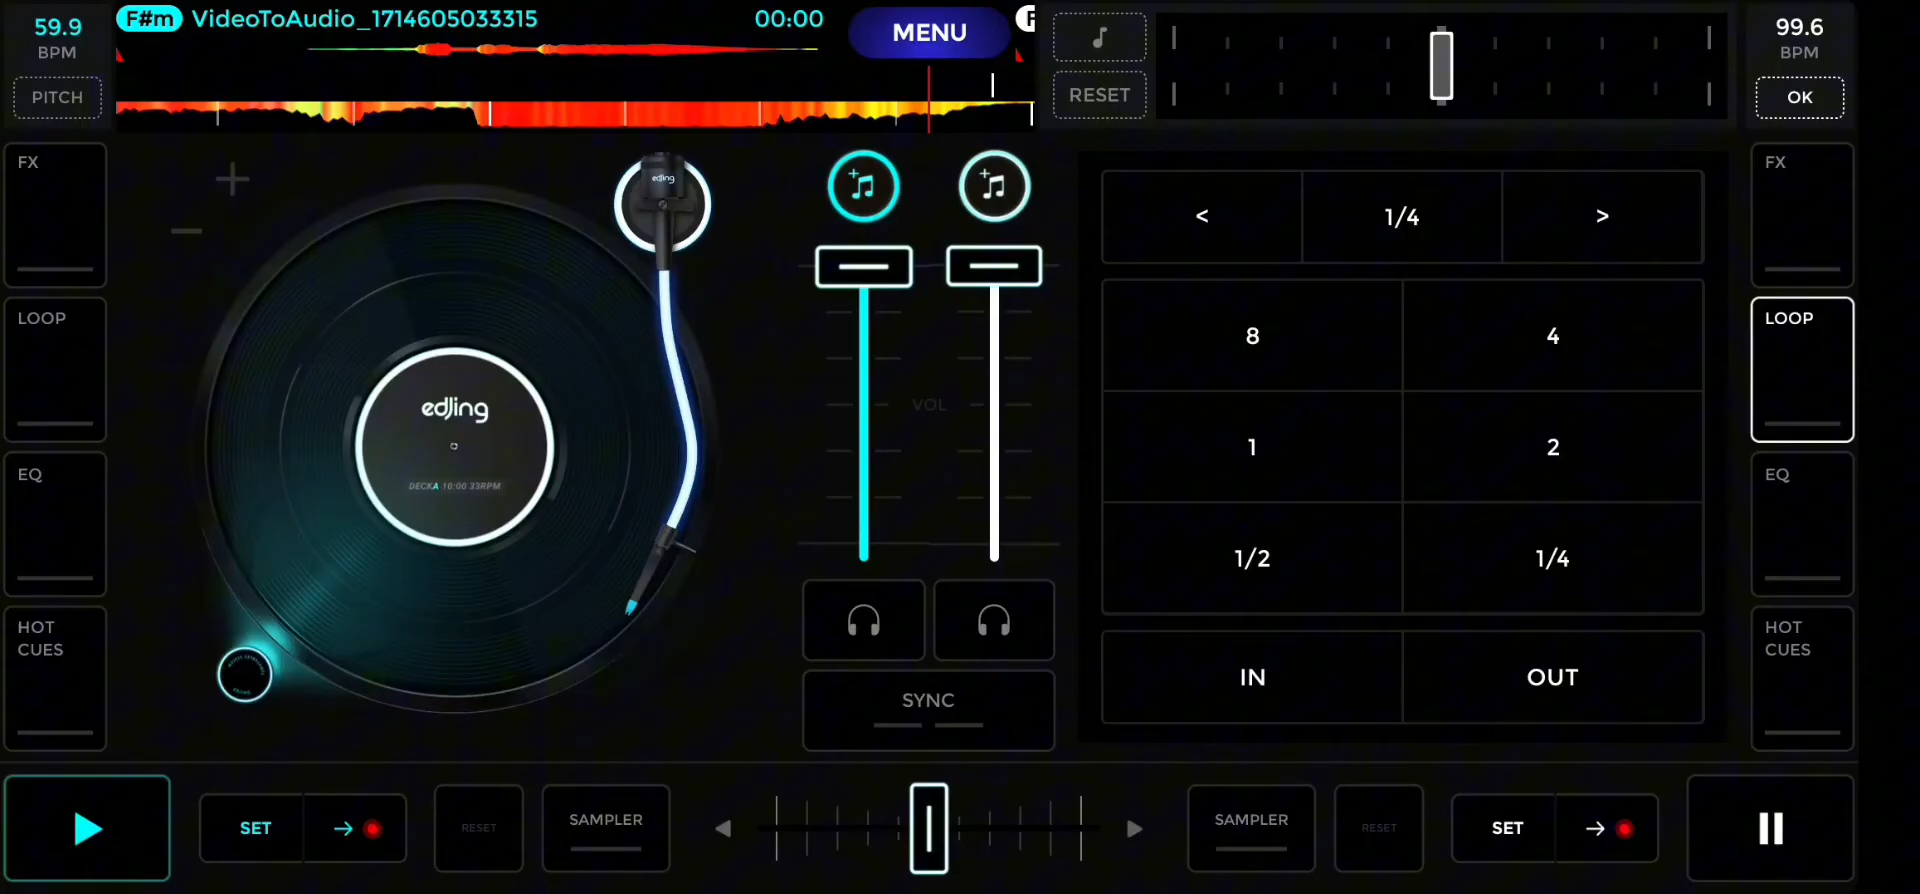 59.9
BPM
PITCH
F#m VideoToAudio_1714605033315 00:00
MENU
F
RESET
99.6
BPM
OK
FX
LOOP
EQ
HOT
CUES
edjing
edjing
DECKA 10:00 33RPM
VOL
SYNC
< 1/4 >
8 4
1 2
1/2 1/4
IN OUT
FX
LOOP
EQ
HOT
CUES
SET
RESET
SAMPLER
SAMPLER
RESET
SET